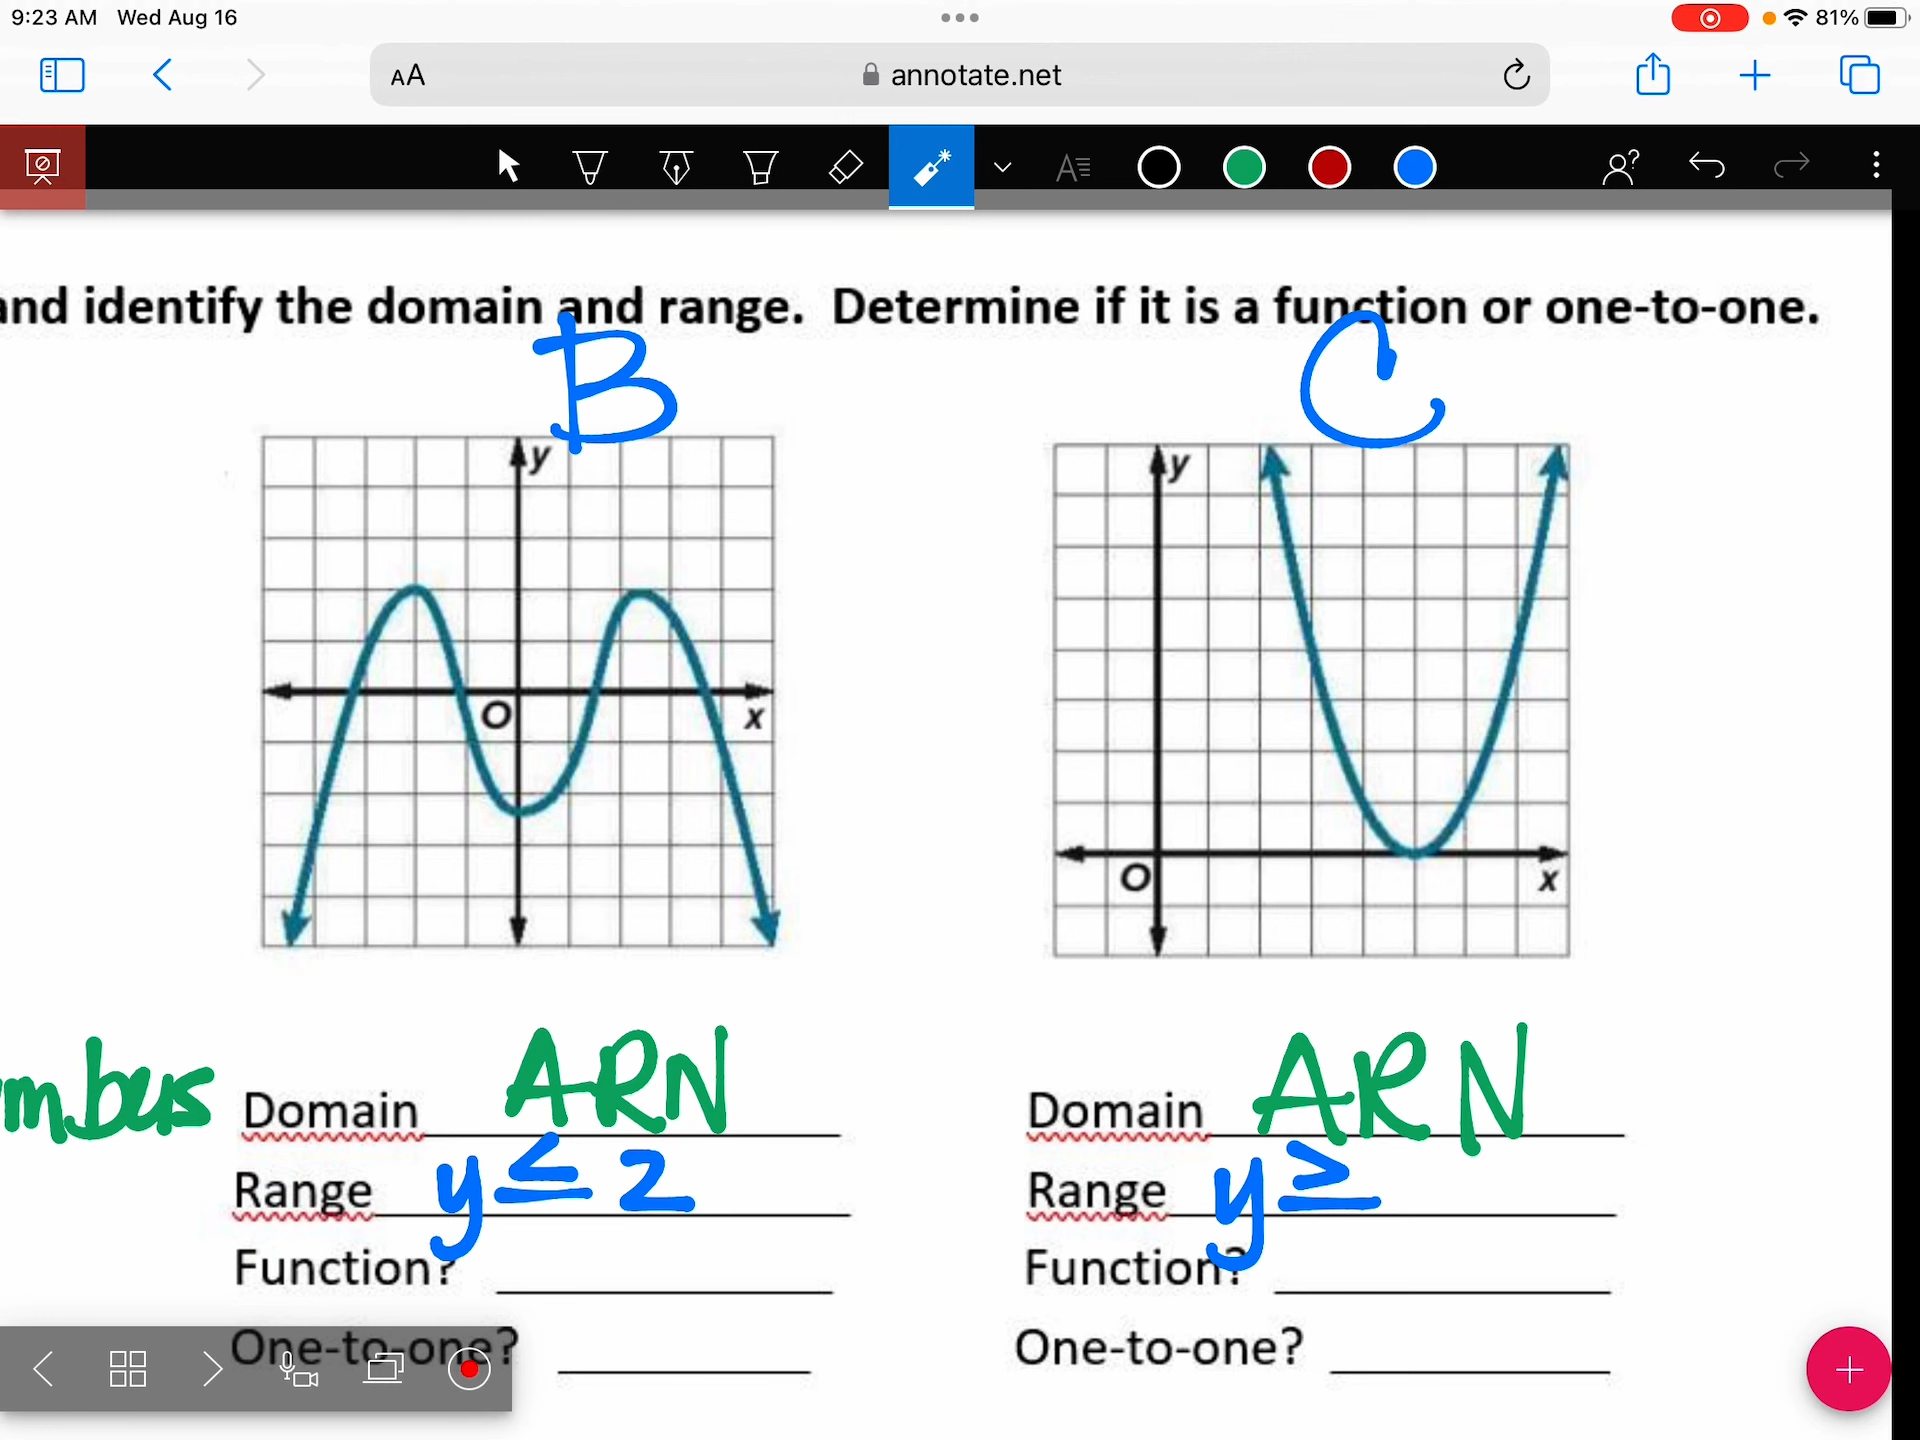 9:23 AM Wed Aug 16
81%
AA annotate.net
and identify the domain and range. Determine if it is a function or one-to-one.
B
C
y
y
O
x
O
x
mbus
Domain ARN
Domain ARN
Range y ≤ 2
Range y ≥
Function?
Function?
One-to-one?
One-to-one?